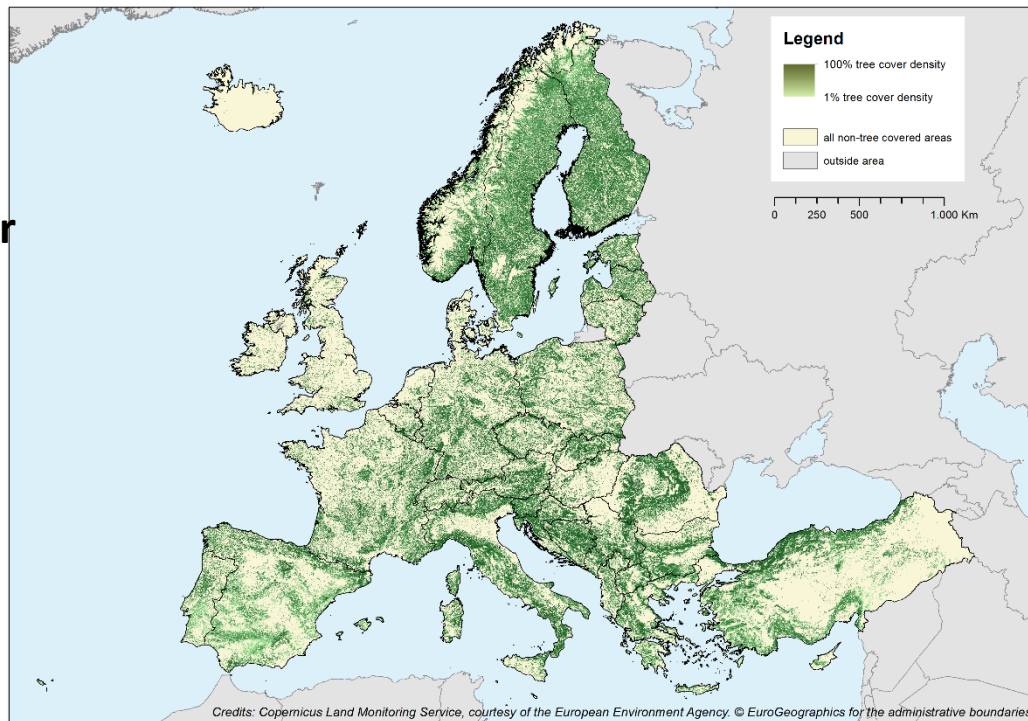 Legend
100% tree cover density
1% tree cover density
all non-tree covered areas
outside area
0 250 500 1.000 Km
r
Credits: Copernicus Land Monitoring Service, courtesy of the European Environment Agency. © EuroGeographics for the administrative boundaries